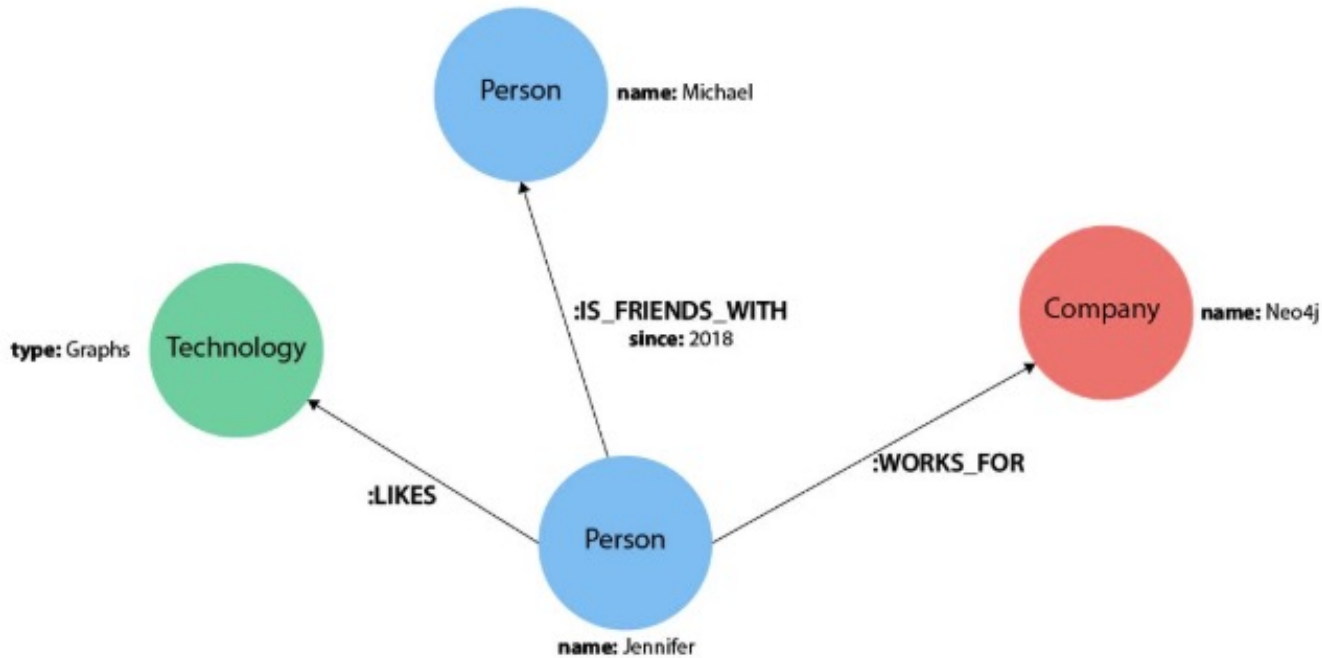 Person
name: Michael
:IS_FRIENDS_WITH
since: 2018
Company
name: Neo4j
type: Graphs
Technology
:LIKES
:WORKS_FOR
Person
name: Jennifer